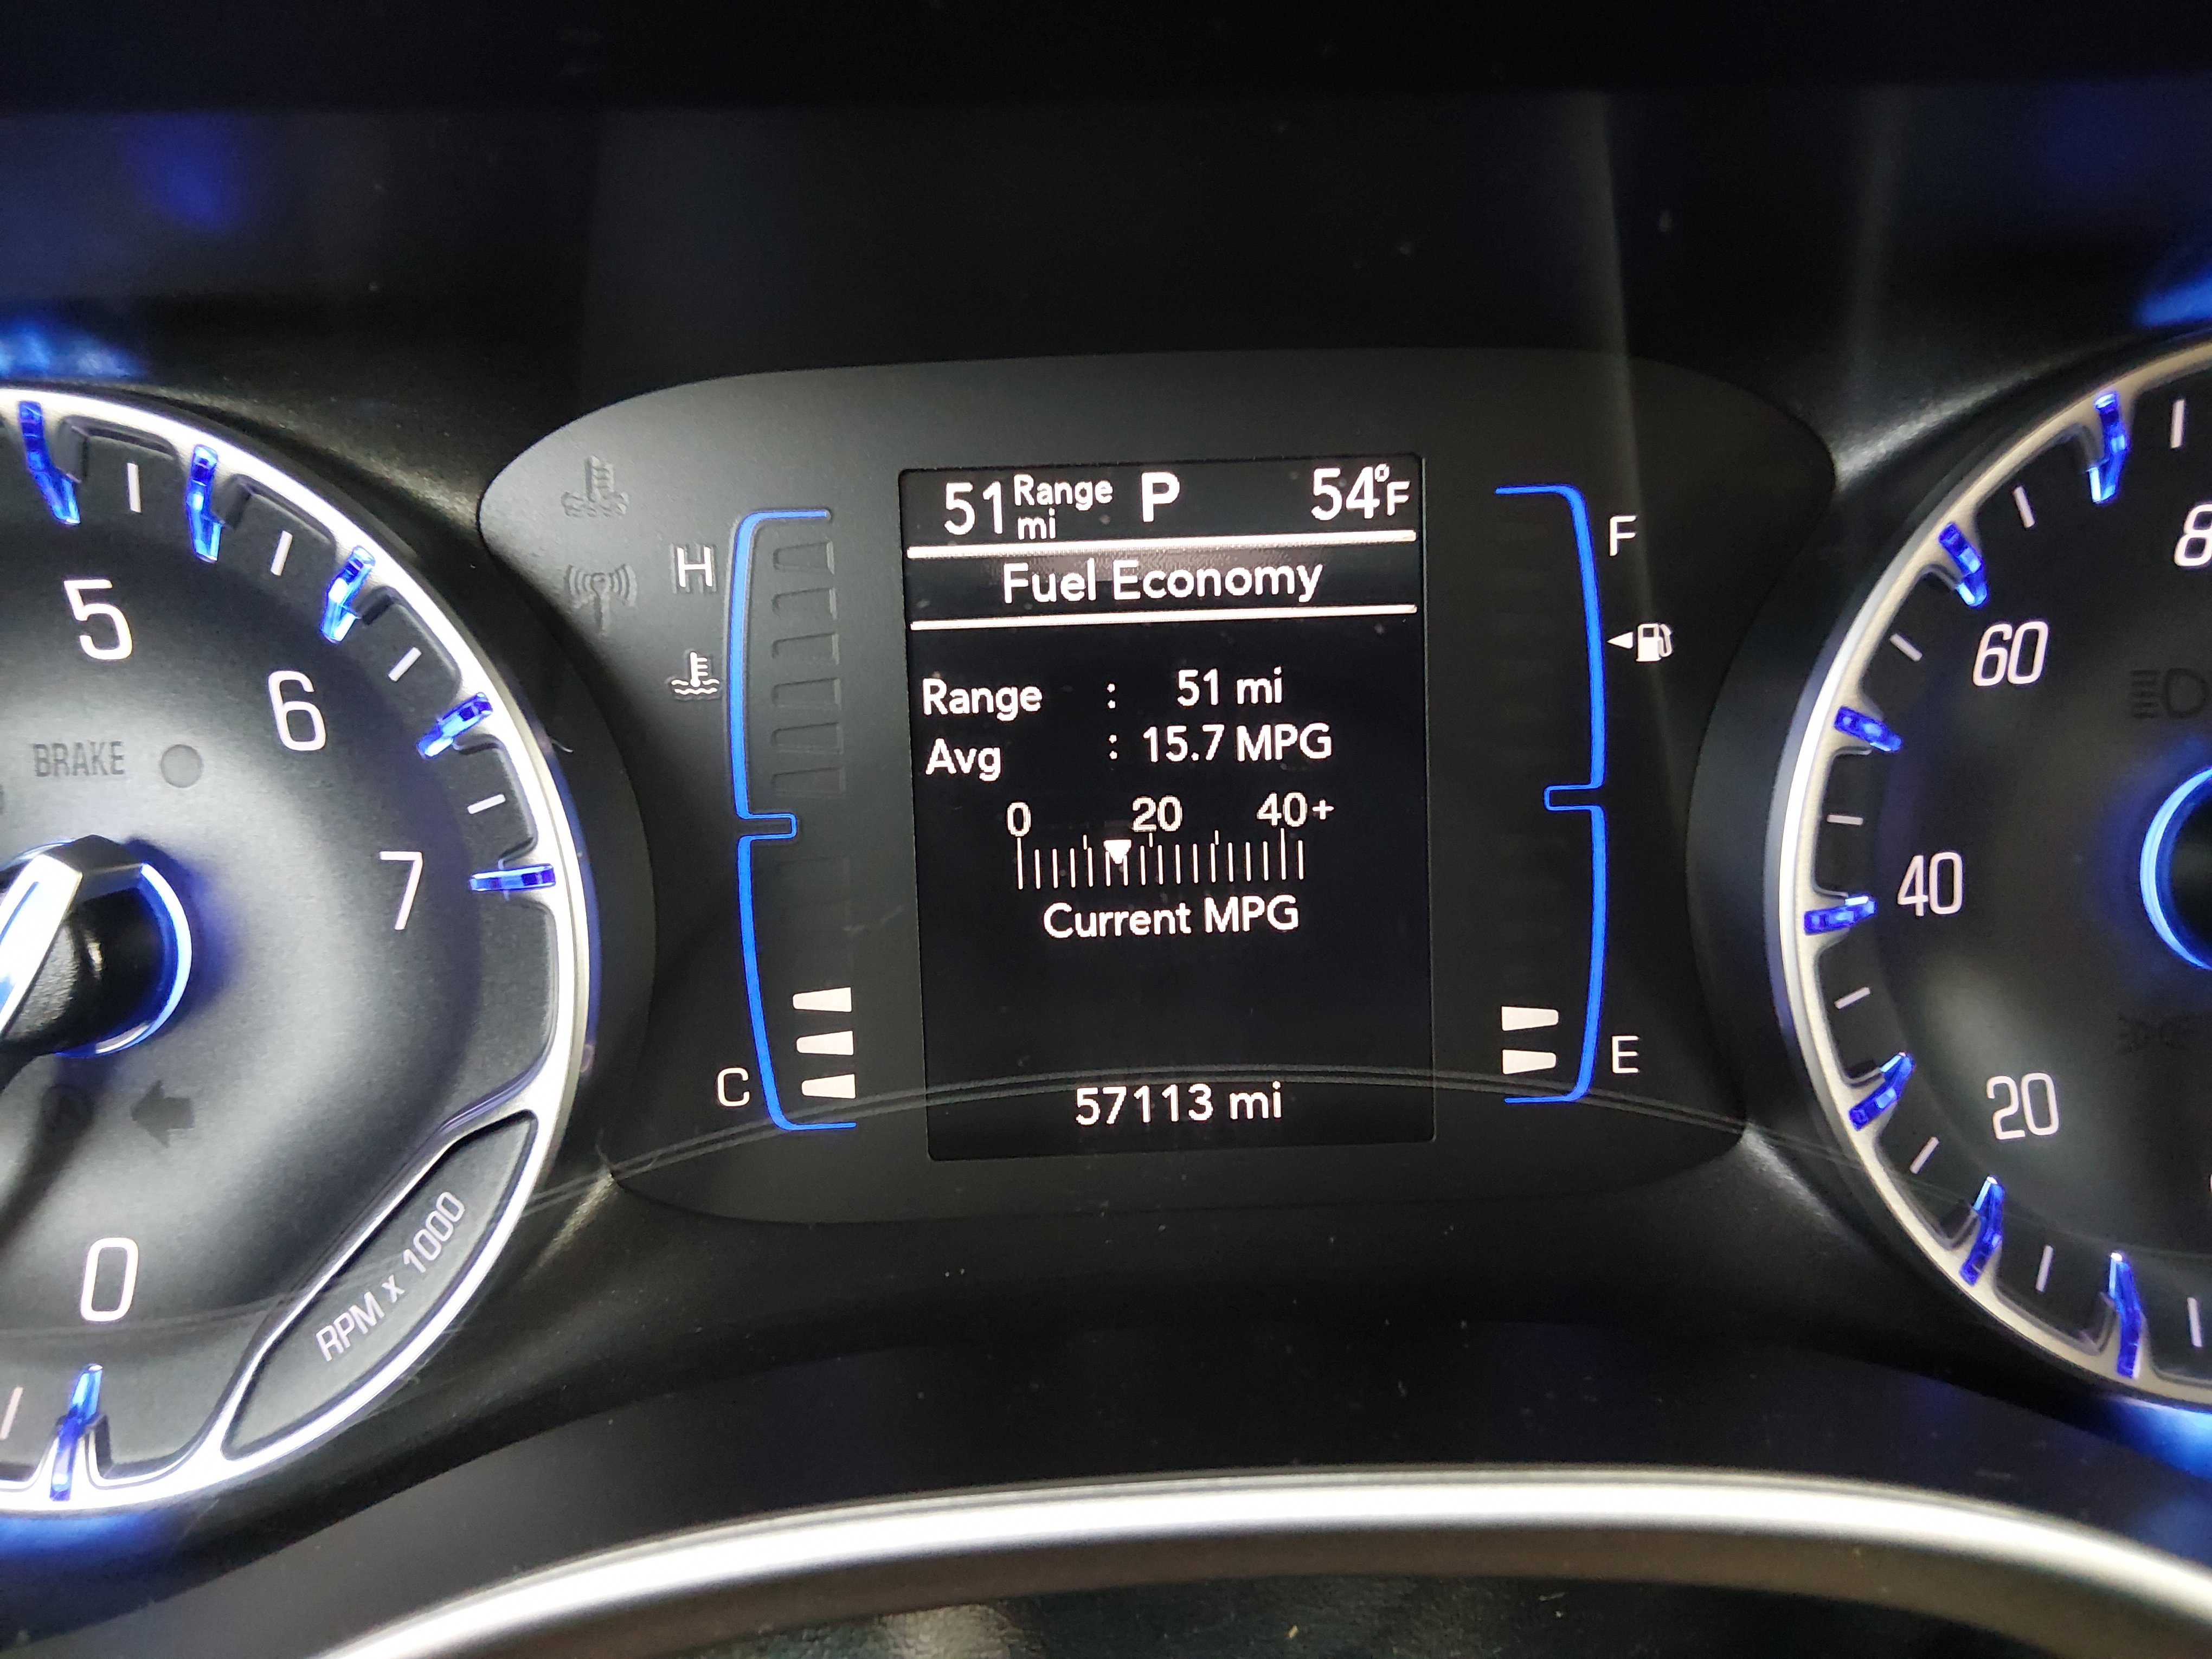 51 Range mi P 54°F
Fuel Economy
Range : 51 mi
Avg : 15.7 MPG
0 20 40+
Current MPG
57113 mi
H
C
F
E
5
6
7
0
BRAKE
RPM x 1000
8
60
40
20